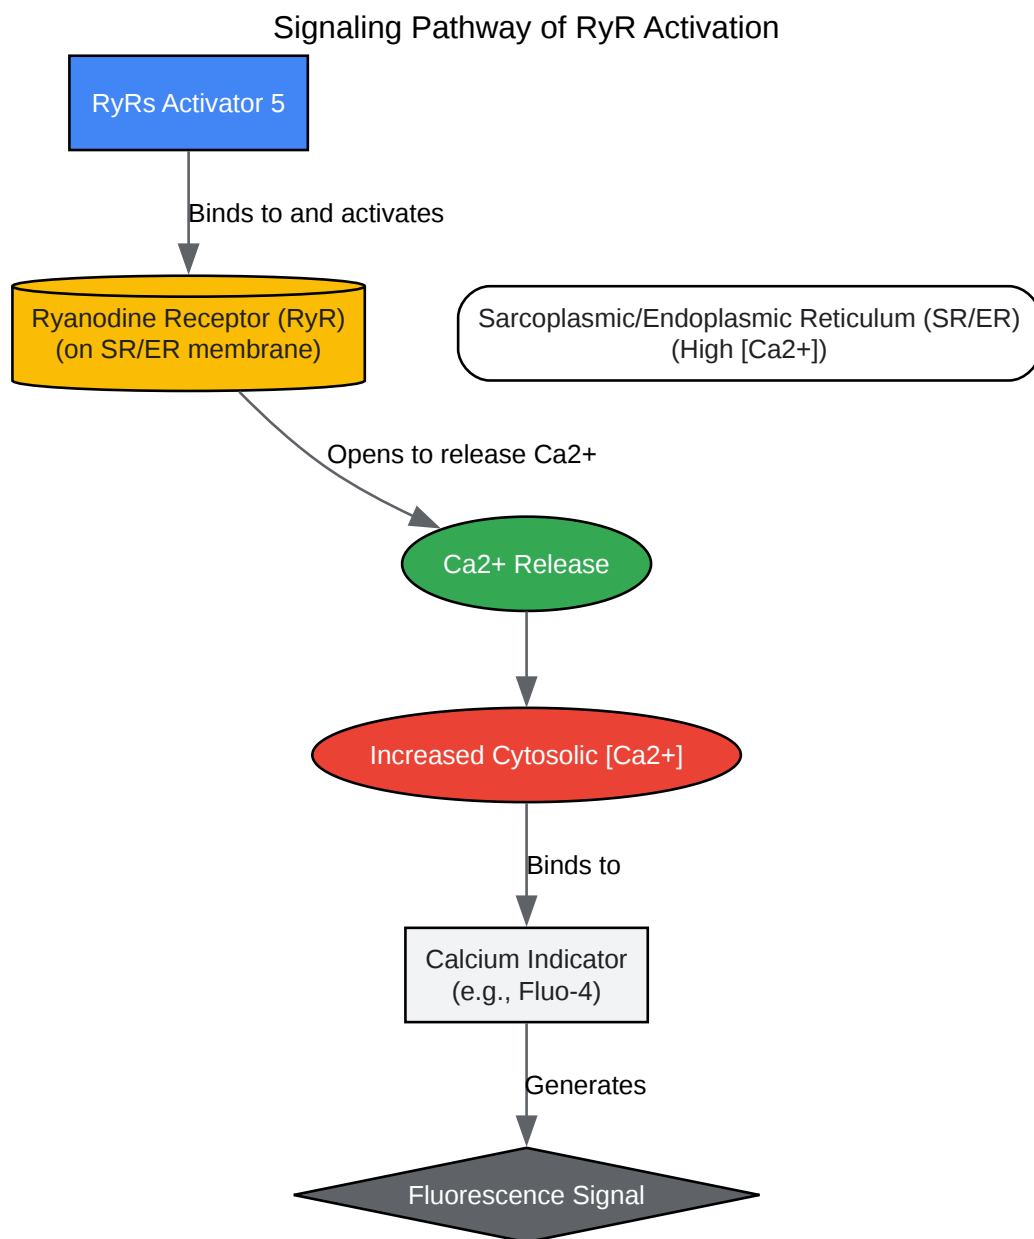 Signaling Pathway of RyR Activation
RyRs Activator 5
Binds to and activates
Ryanodine Receptor (RyR)
(on SR/ER membrane)
Sarcoplasmic/Endoplasmic Reticulum (SR/ER)
(High [Ca2+])
Opens to release Ca2+
Ca2+ Release
Increased Cytosolic [Ca2+]
Binds to
Calcium Indicator
(e.g., Fluo-4)
Generates
Fluorescence Signal